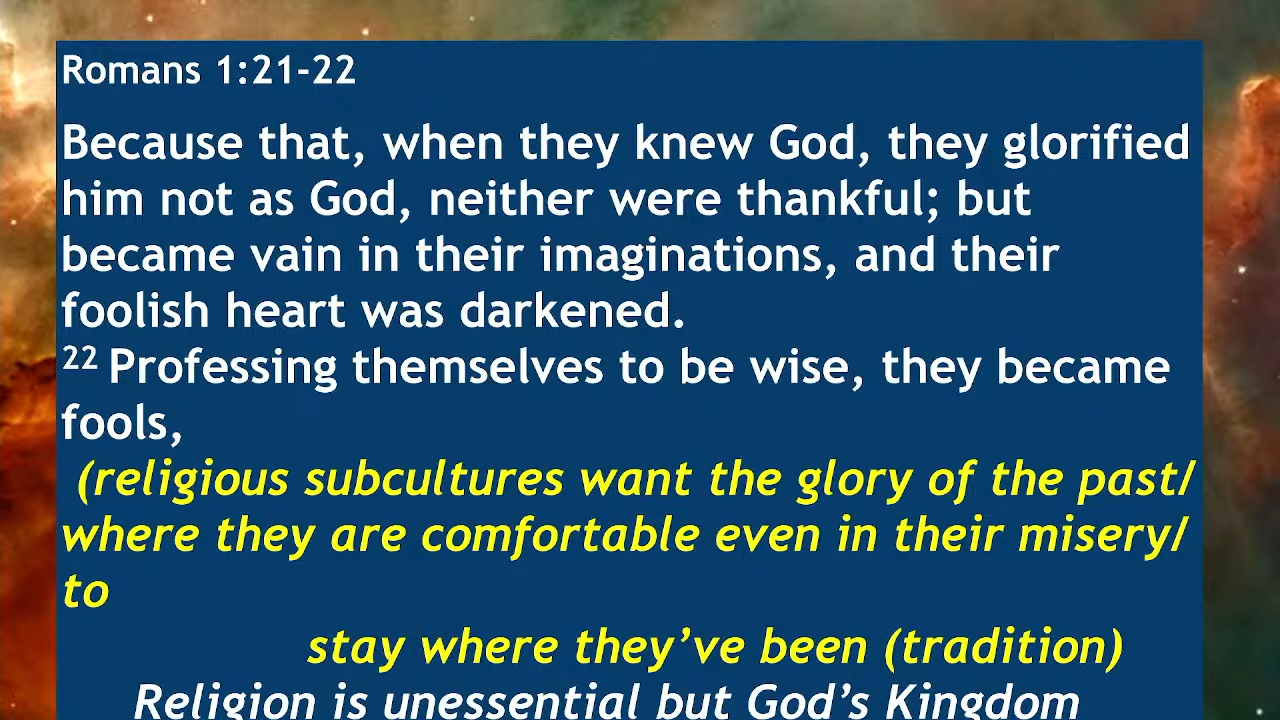 Romans 1:21-22
Because that, when they knew God, they glorified
him not as God, neither were thankful; but
became vain in their imaginations, and their
foolish heart was darkened.
22 Professing themselves to be wise, they became
fools,
(religious subcultures want the glory of the past/
where they are comfortable even in their misery/
to
stay where they’ve been (tradition)
Religion is unessential but God’s Kingdom